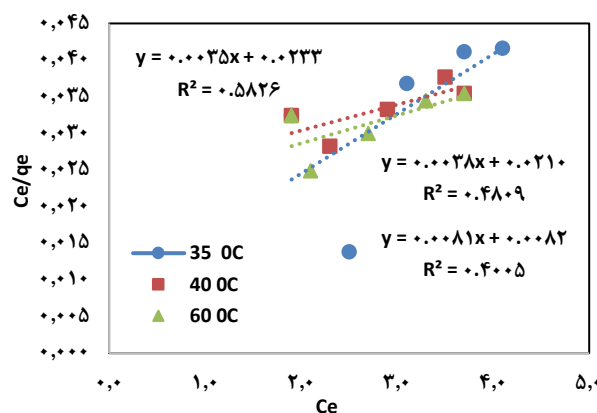 ۰,۰۴۵
۰,۰۴۰
۰,۰۳۵
۰,۰۳۰
۰,۰۲۵
۰,۰۲۰
۰,۰۱۵
۰,۰۱۰
۰,۰۰۵
۰,۰۰۰
Ce/qe
y = ۰.۰۰۳۵x + ۰.۰۲۳۳
R² = ۰.۵۸۲۶
y = ۰.۰۰۳۸x + ۰.۰۲۱۰
R² = ۰.۴۸۰۹
y = ۰.۰۰۸۱x + ۰.۰۰۸۲
R² = ۰.۴۰۰۵
35 0C
40 0C
60 0C
۰,۰ ۱,۰ ۲,۰ ۳,۰ ۴,۰ ۵,۰
Ce